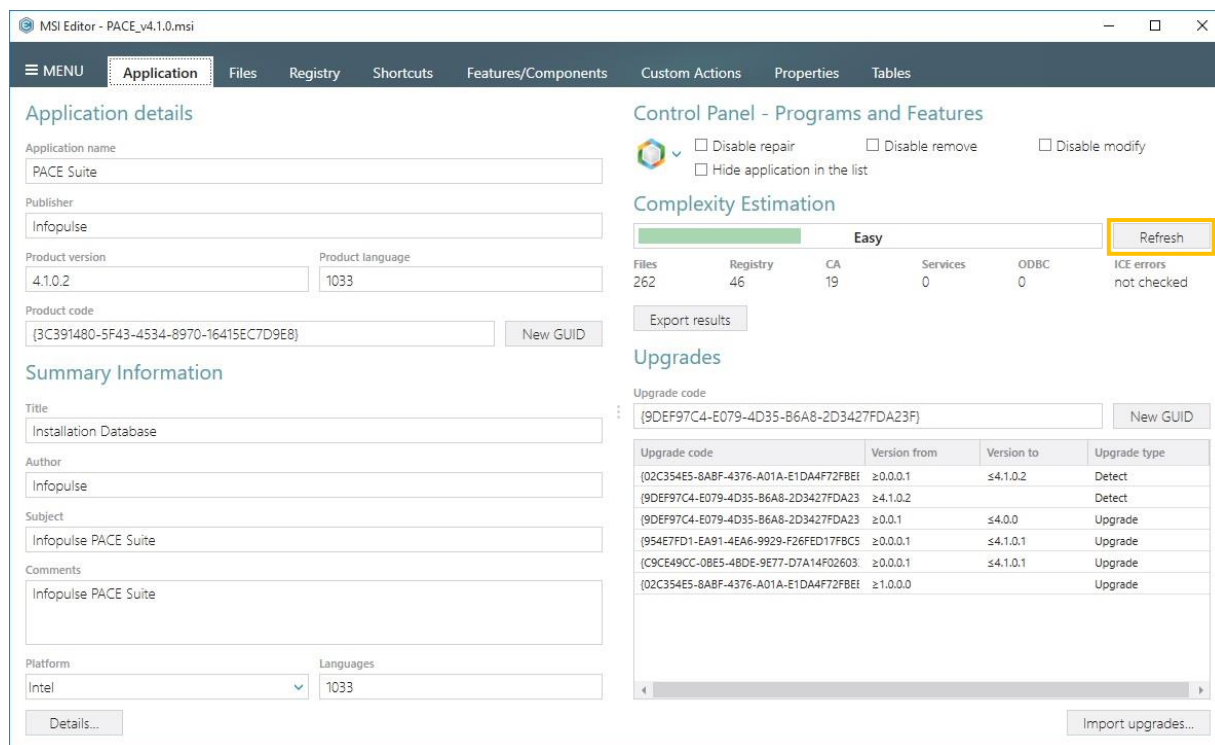 MSI Editor - PACE_v4.1.0.msi
MENU Application Files Registry Shortcuts Features/Components Custom Actions Properties Tables
Application details
Application name
PACE Suite
Publisher
Infopulse
Product version Product language
4.1.0.2 1033
Product code
{3C391480-5F43-4534-8970-16415EC7D9E8} New GUID
Summary Information
Title
Installation Database
Author
Infopulse
Subject
Infopulse PACE Suite
Comments
Infopulse PACE Suite
Platform Languages
Intel 1033
Details...
Control Panel - Programs and Features
Disable repair Disable remove Disable modify
Hide application in the list
Complexity Estimation
Easy Refresh
Files Registry CA Services ODBC ICE errors
262 46 19 0 0 not checked
Export results
Upgrades
Upgrade code
{9DEF97C4-E079-4D35-B6A8-2D3427FDA23F} New GUID
Upgrade code Version from Version to Upgrade type
{02C354E5-8ABF-4376-A01A-E1DA4F72FBEE ≥0.0.0.1 ≤4.1.0.2 Detect
{9DEF97C4-E079-4D35-B6A8-2D3427FDA23 ≥4.1.0.2 Detect
{9DEF97C4-E079-4D35-B6A8-2D3427FDA23 ≥0.0.1 ≤4.0.0 Upgrade
{954E7FD1-EA91-4EA6-9929-F26FED17FBC5 ≥0.0.0.1 ≤4.1.0.1 Upgrade
{C9CE49CC-0BE5-4BDE-9E77-D7A14F02603 ≥0.0.0.1 ≤4.1.0.1 Upgrade
{02C354E5-8ABF-4376-A01A-E1DA4F72FBEE ≥1.0.0.0 Upgrade
Import upgrades...